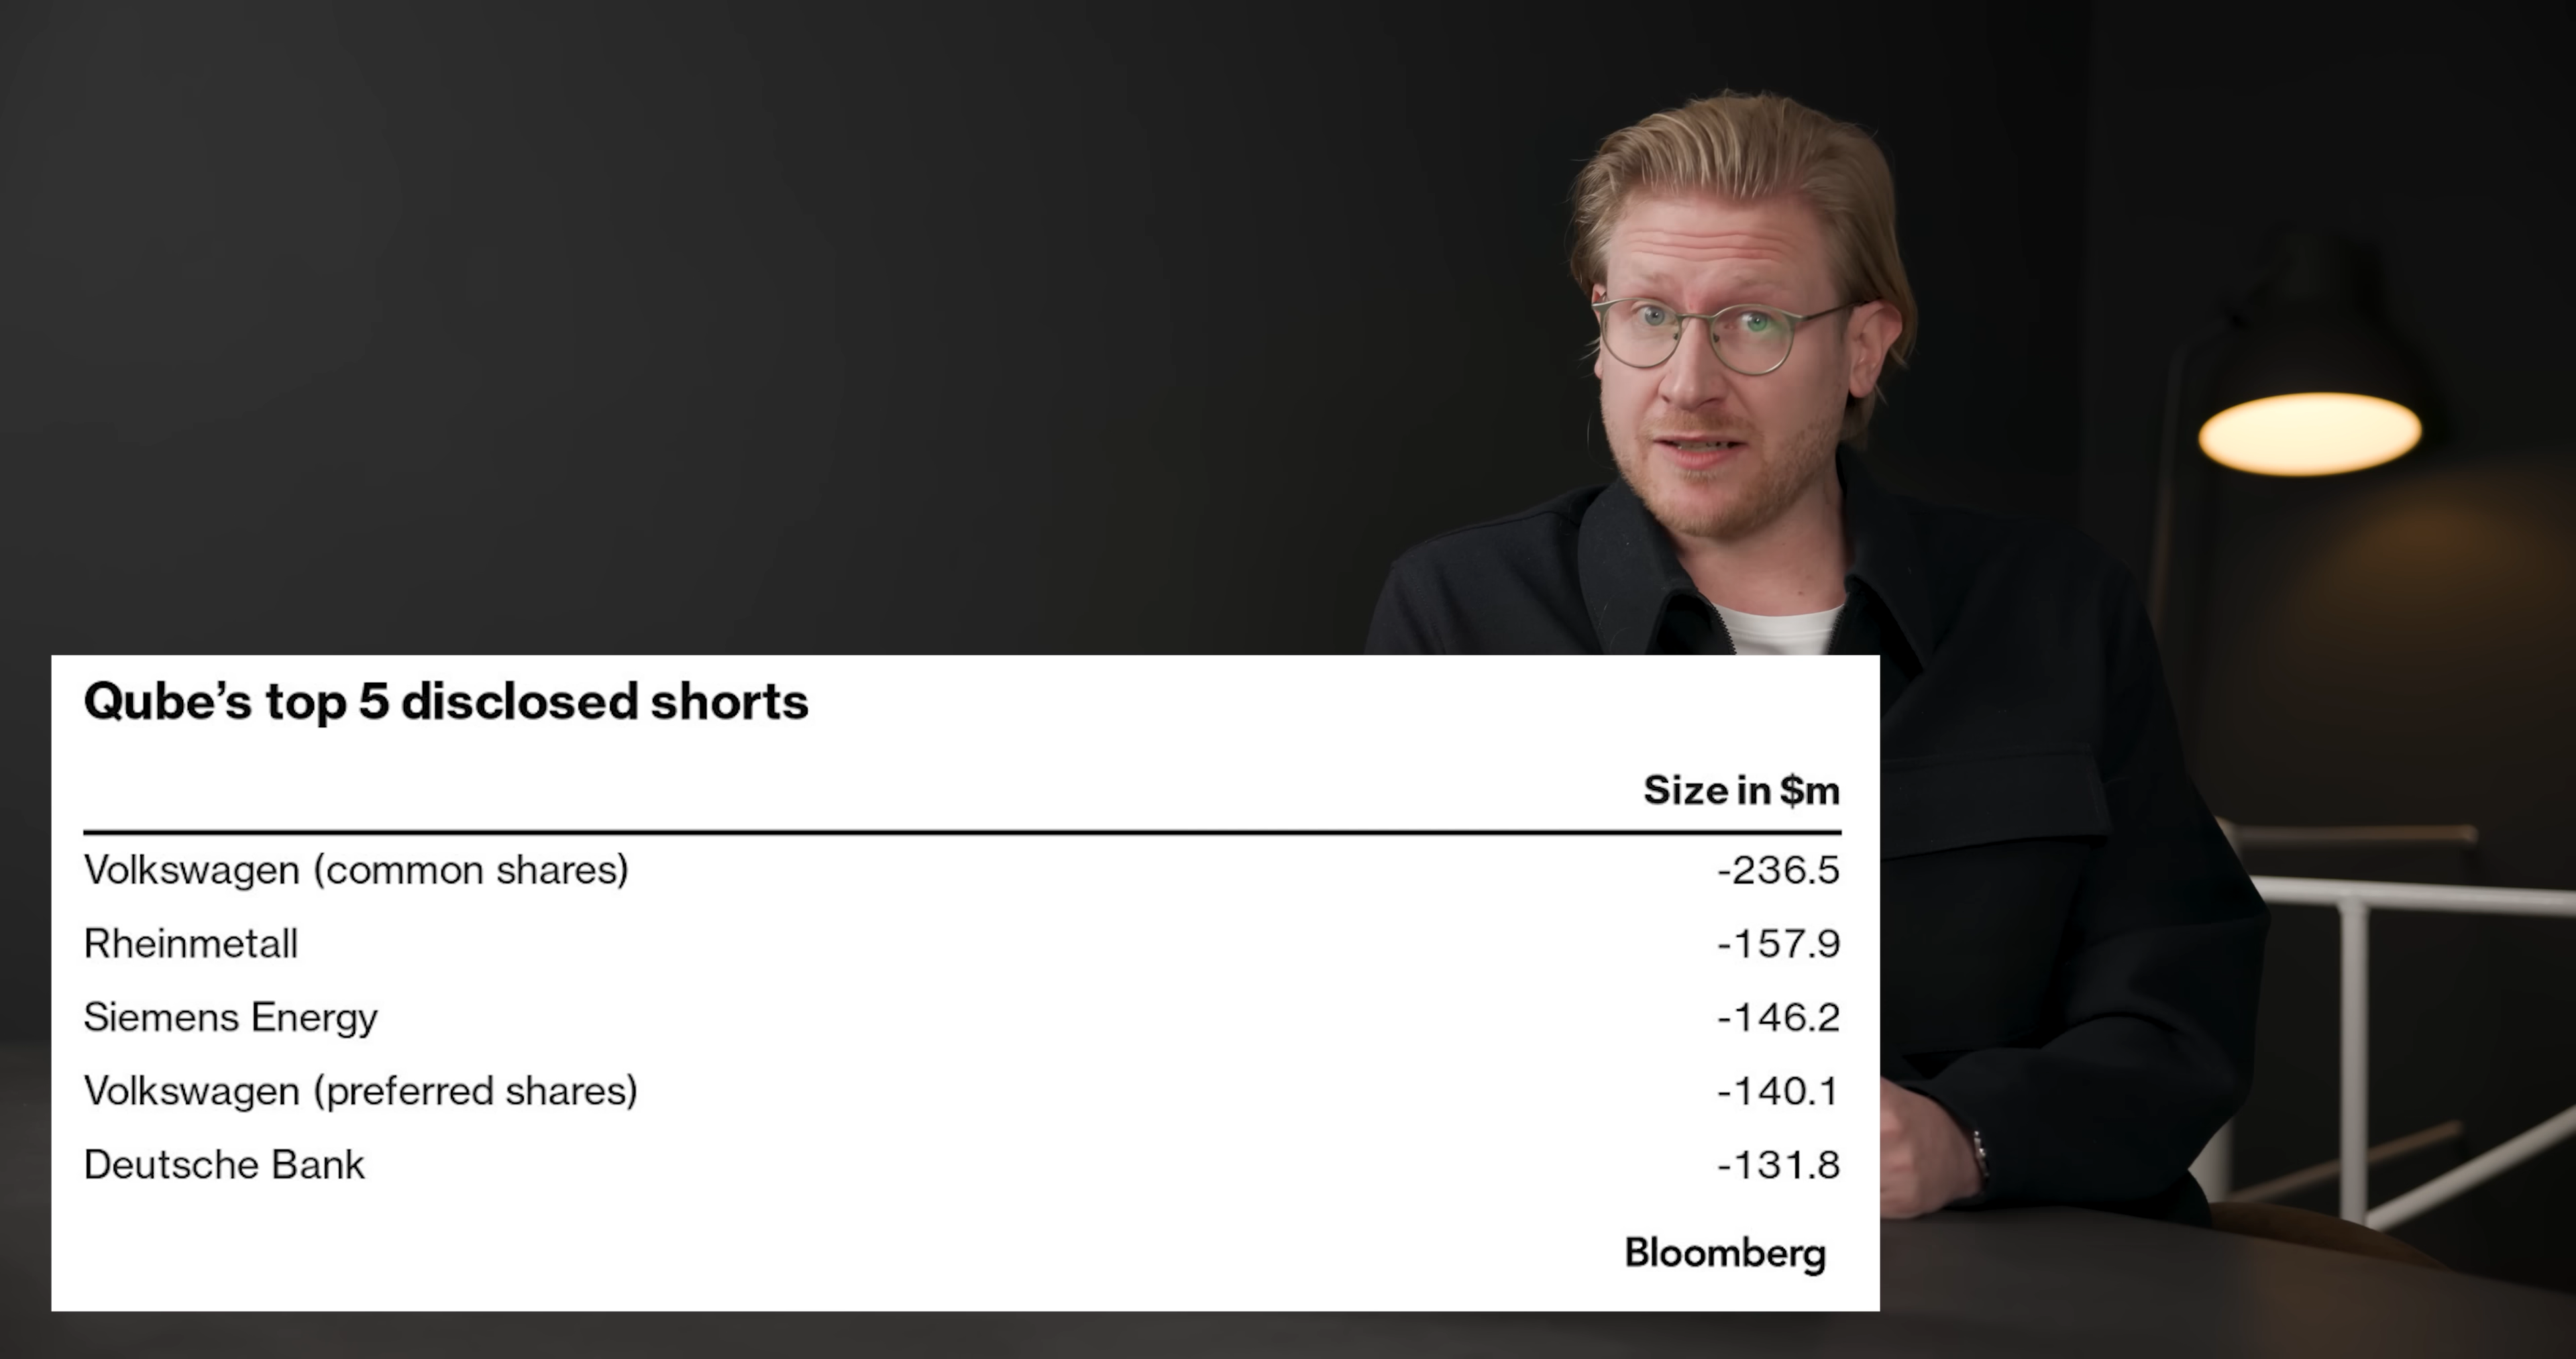 Qube’s top 5 disclosed shorts
Size in $m
Volkswagen (common shares) -236.5
Rheinmetall -157.9
Siemens Energy -146.2
Volkswagen (preferred shares) -140.1
Deutsche Bank -131.8
Bloomberg